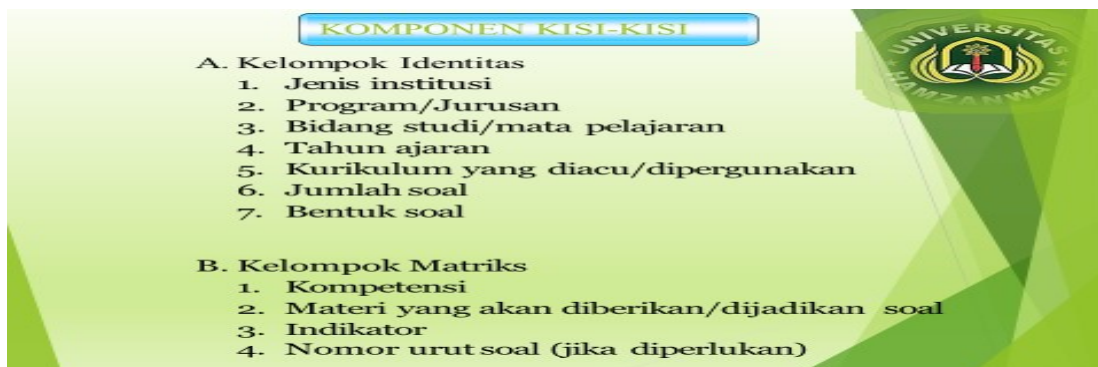 KOMPONEN KISI-KISI
UNIVERSITAS
HAMZANWADI
A. Kelompok Identitas
1. Jenis institusi
2. Program/Jurusan
3. Bidang studi/mata pelajaran
4. Tahun ajaran
5. Kurikulum yang diacu/dipergunakan
6. Jumlah soal
7. Bentuk soal
B. Kelompok Matriks
1. Kompetensi
2. Materi yang akan diberikan/dijadikan soal
3. Indikator
4. Nomor urut soal (jika diperlukan)